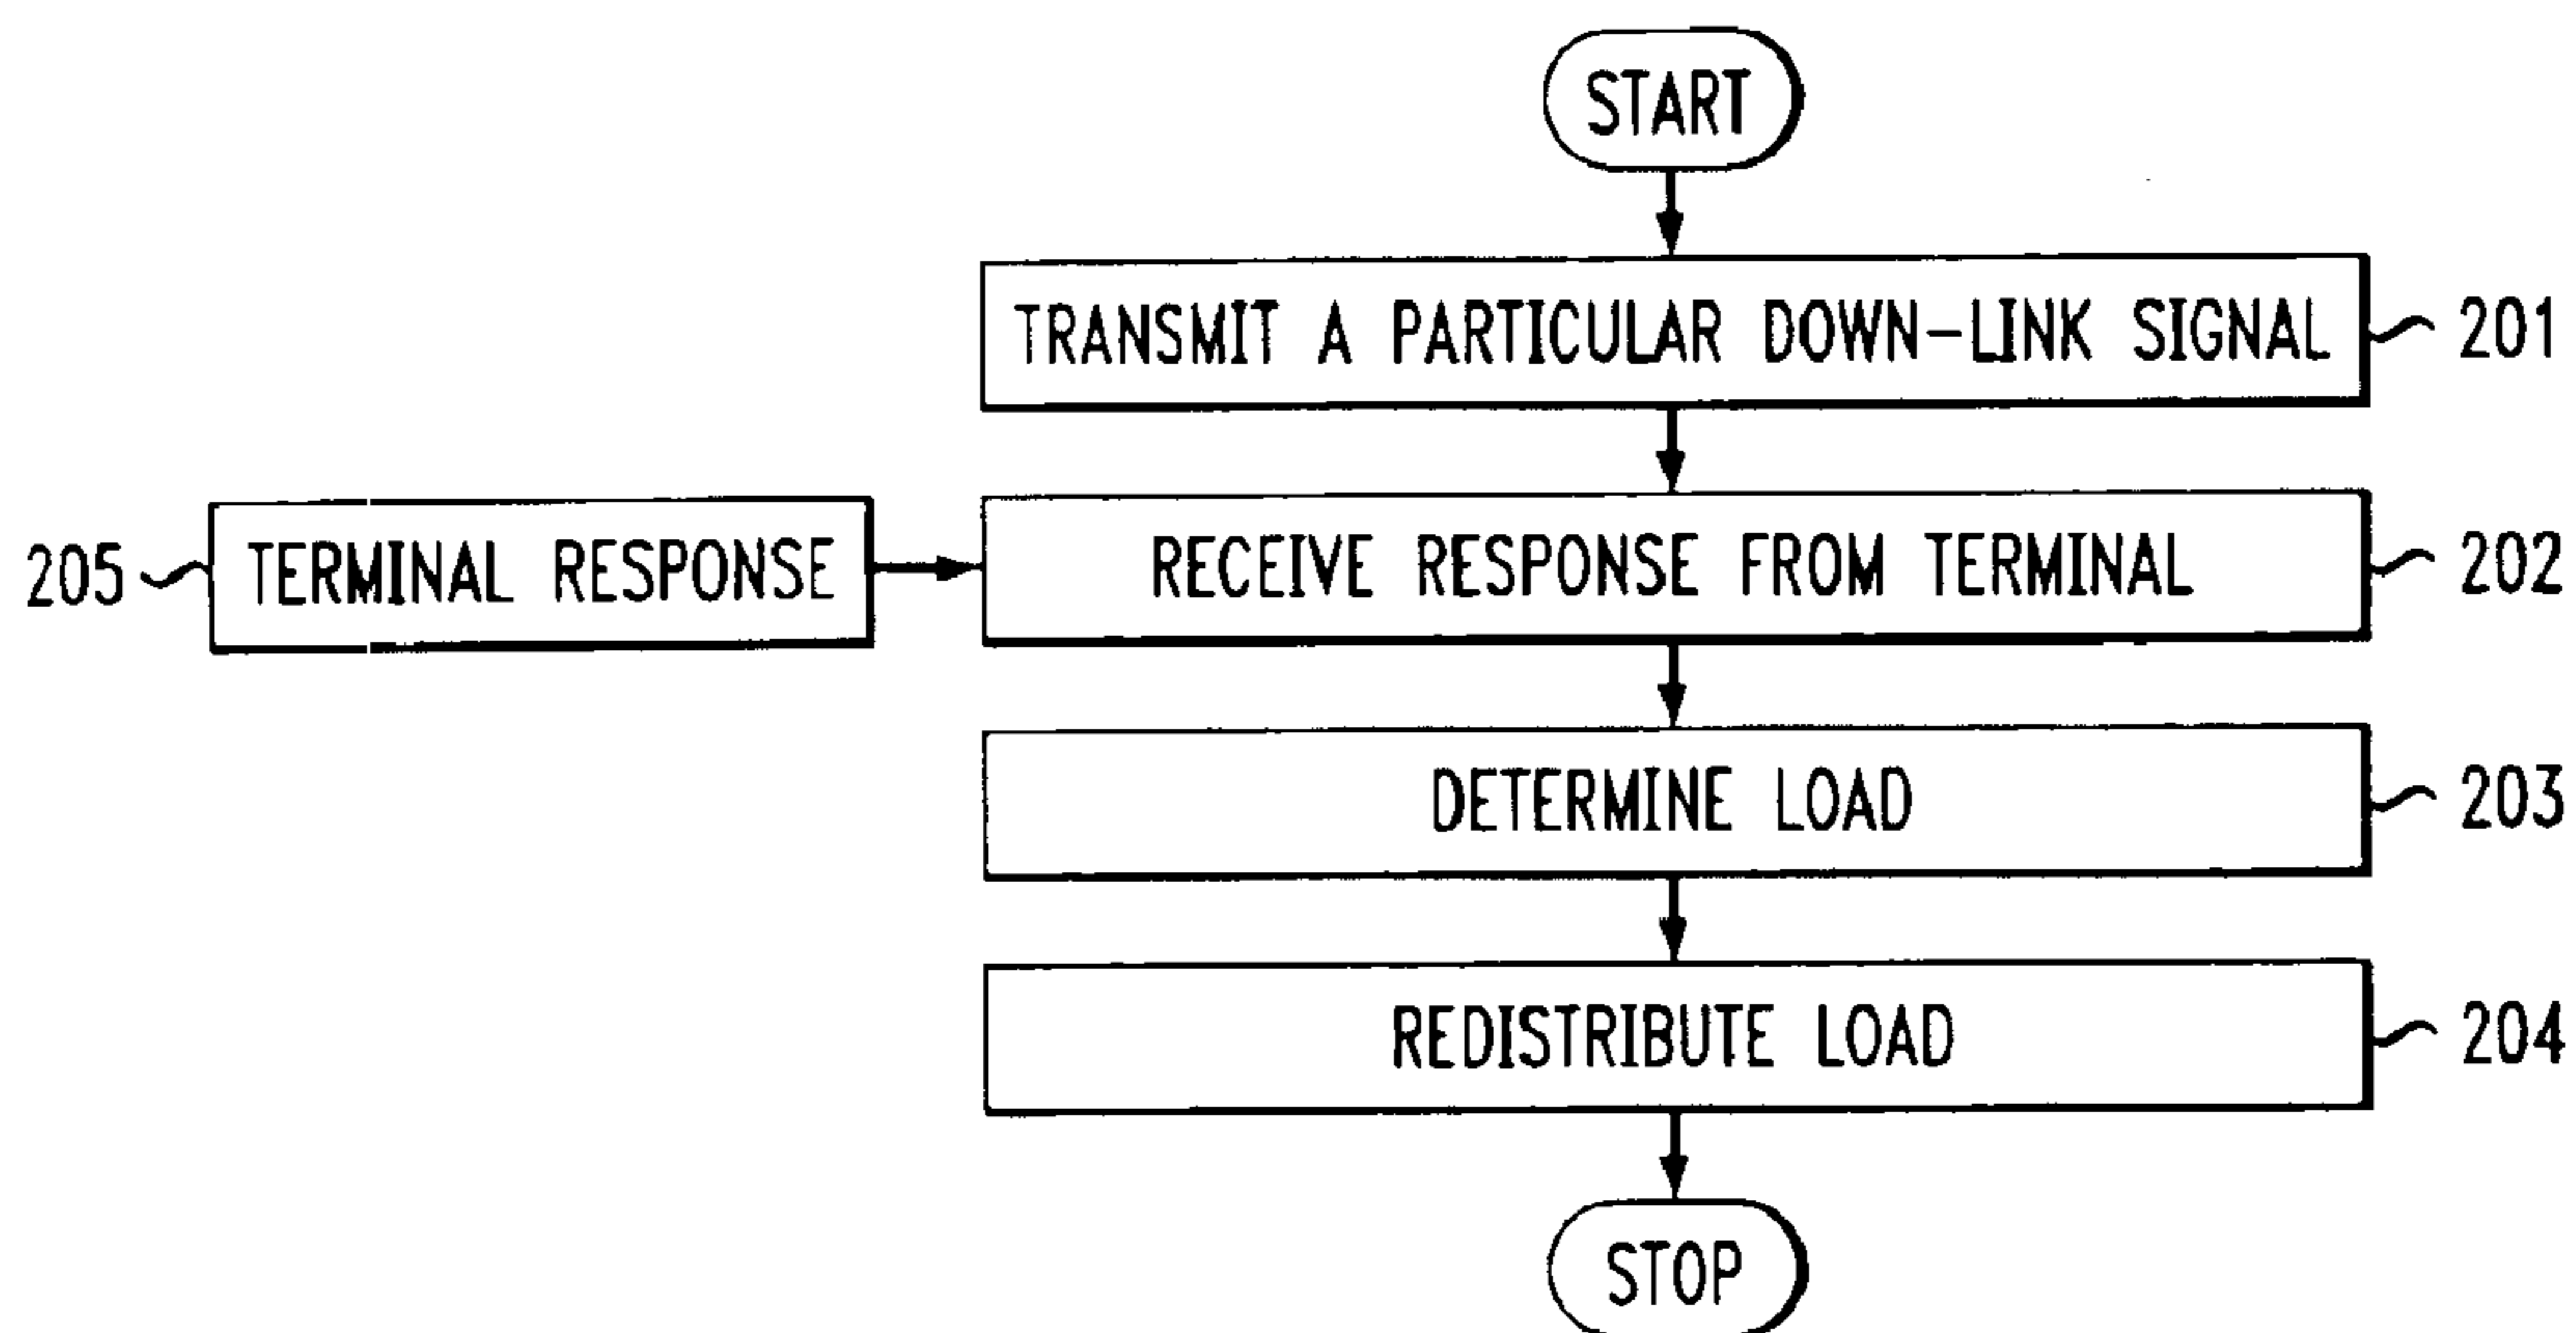 START
TRANSMIT A PARTICULAR DOWN-LINK SIGNAL 201
205 TERMINAL RESPONSE RECEIVE RESPONSE FROM TERMINAL 202
DETERMINE LOAD 203
REDISTRIBUTE LOAD 204
STOP